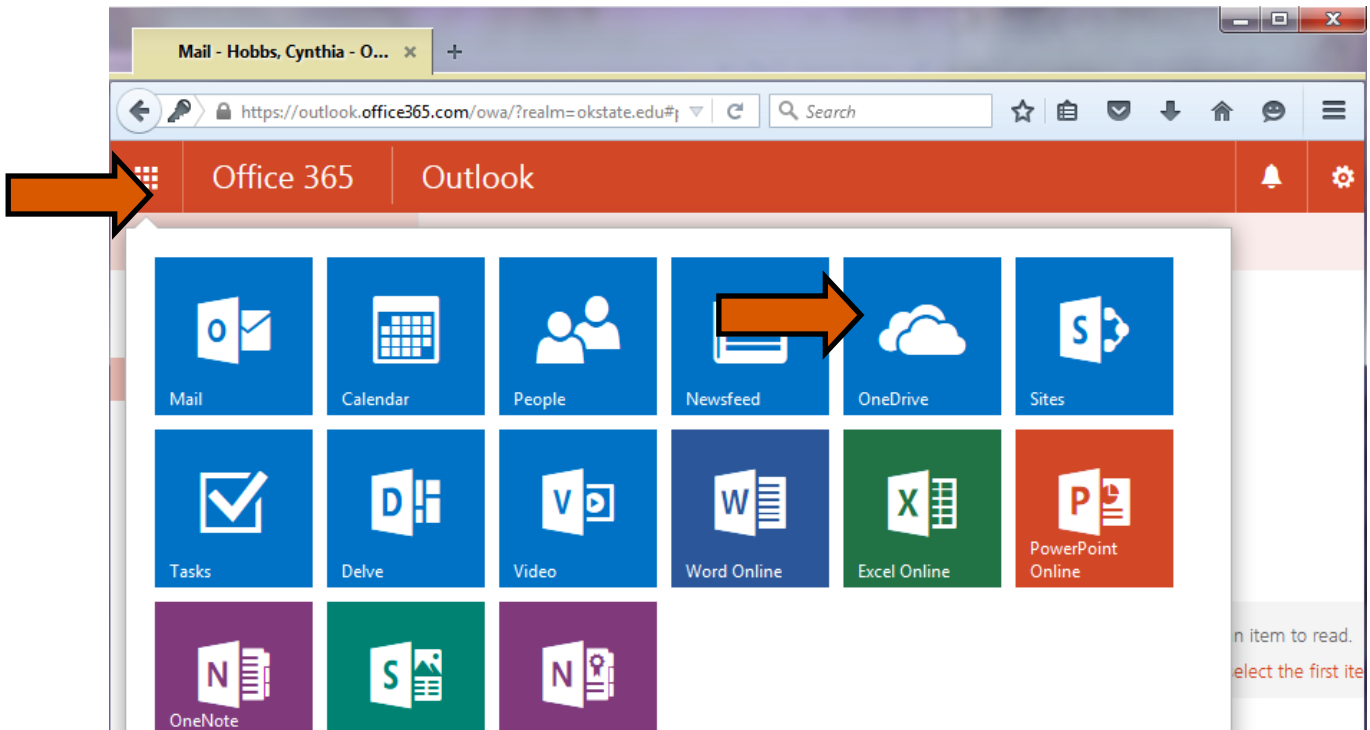 Mail - Hobbs, Cynthia - O... × +
https://outlook.office365.com/owa/?realm=okstate.edu#p
Search
Office 365
Outlook
O
Mail
Calendar
People
Newsfeed
OneDrive
S
Sites
Tasks
D
Delve
V
Video
W
Word Online
X
Excel Online
P
PowerPoint
Online
N
OneNote
S
N
n item to read.
elect the first ite